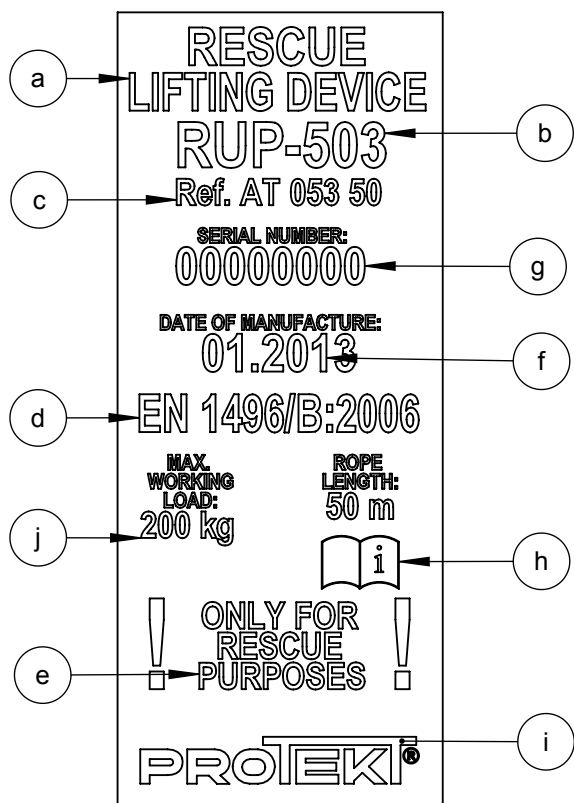 RESCUE
a
LIFTING DEVICE
RUP-503
b
Ref. AT 053 50
c
SERIAL NUMBER:
00000000
g
DATE OF MANUFACTURE:
01.2013
f
EN 1496/B:2006
d
MAX.
WORKING
LOAD:
200 kg
j
ROPE
LENGTH:
50 m
i
h
ONLY FOR
RESCUE
PURPOSES
! !
e
PROTEKT®
i